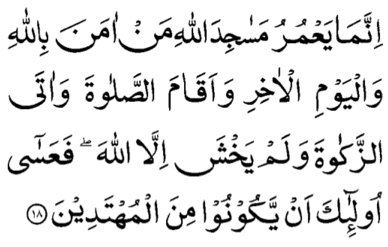 اِنَّمَا يَعْمُرُ مَسٰجِدَ اللّٰهِ مَنْ اٰمَنَ بِاللّٰهِ
وَالْيَوْمِ الْاٰخِرِ وَاَقَامَ الصَّلٰوةَ وَاٰتَى
الزَّكٰوةَ وَلَمْ يَخْشَ اِلَّا اللّٰهَ ۖ فَعَسٰٓى
اُولٰٓئِكَ اَنْ يَّكُوْنُوْا مِنَ الْمُهْتَدِيْنَ ۝١٨